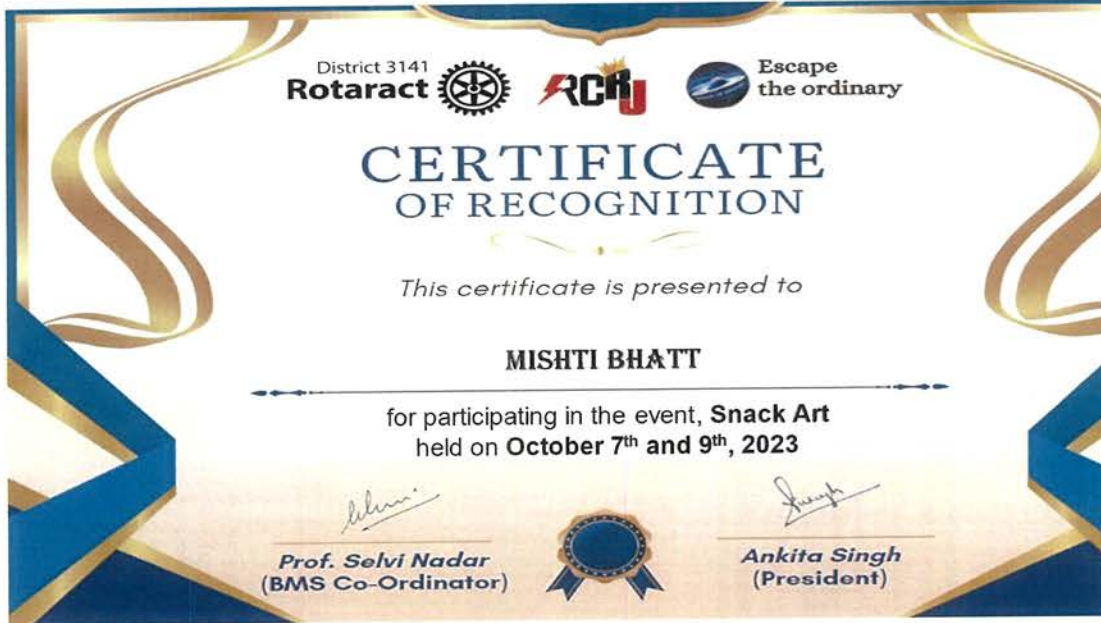 District 3141
Rotaract
RCRJ
Escape
the ordinary
CERTIFICATE
OF RECOGNITION
This certificate is presented to
MISHTI BHATT
for participating in the event, Snack Art
held on October 7th and 9th, 2023
Prof. Selvi Nadar
(BMS Co-Ordinator)
Ankita Singh
(President)